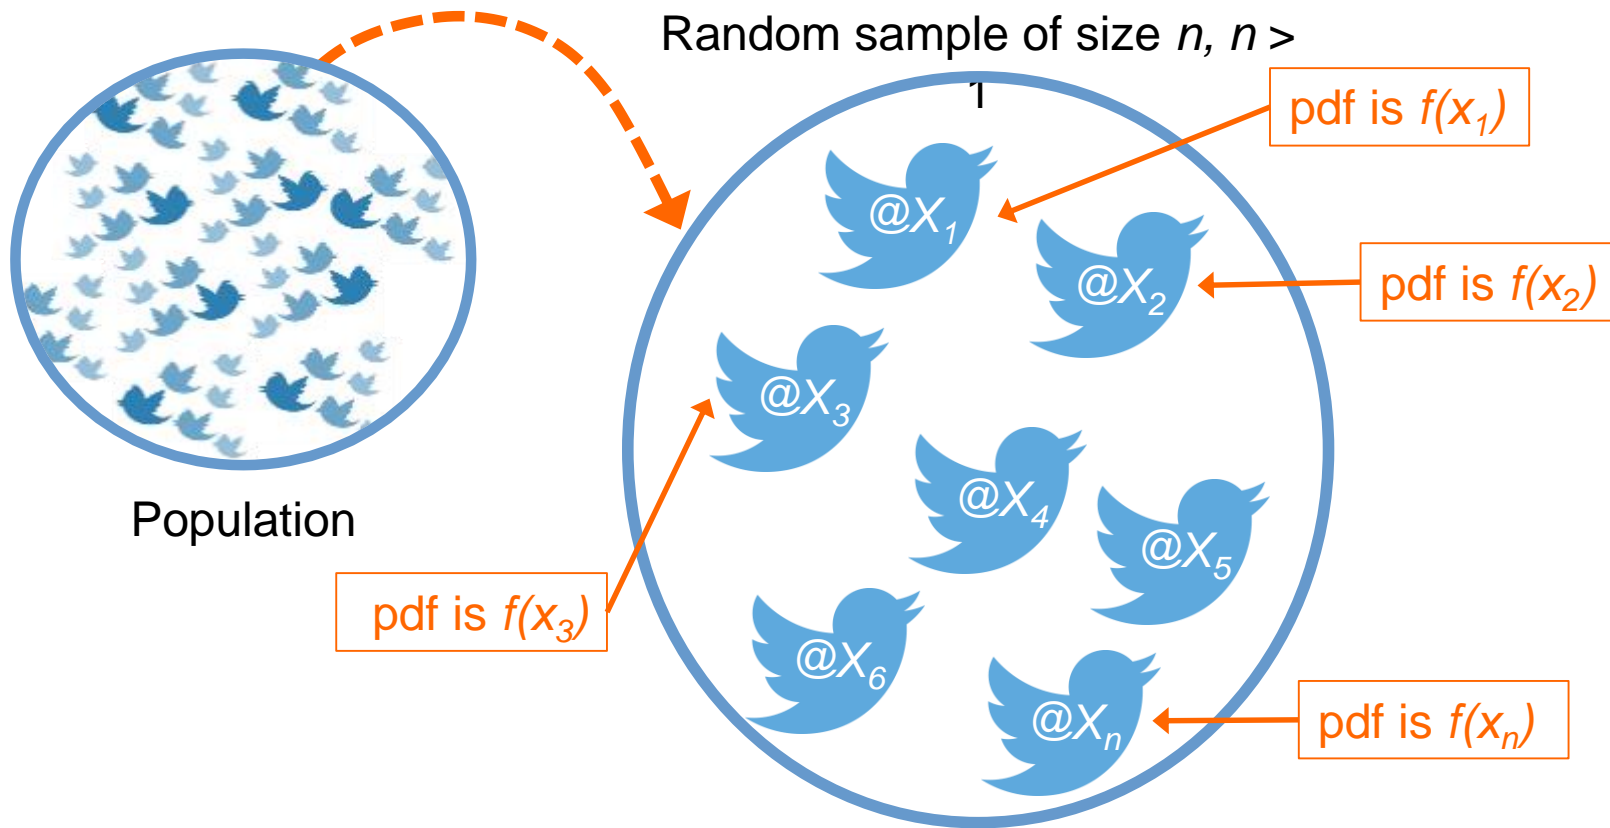 Random sample of size n, n >
1
pdf is f(x₁)
@X₁
@X₂
pdf is f(x₂)
@X₃
@X₄
Population
@X₅
pdf is f(x₃)
@X₆
@Xₙ
pdf is f(xₙ)